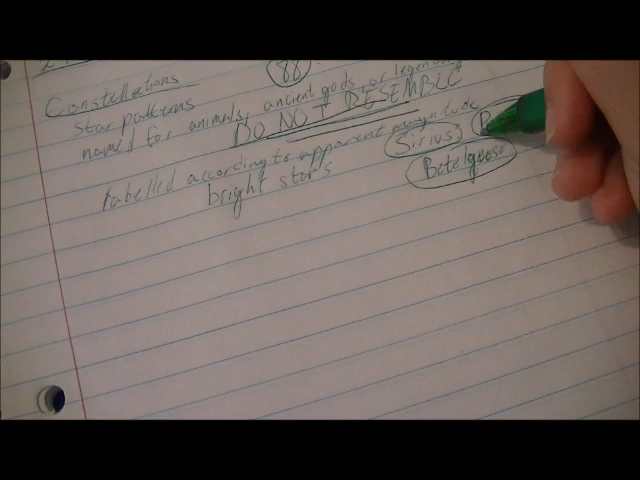 88
Constellations
star patterns
named for animals, ancient gods, or legendary
DO NOT RESEMBLE
Labelled according to apparent magnitude
bright stars
Sirius,
Betelgeuse